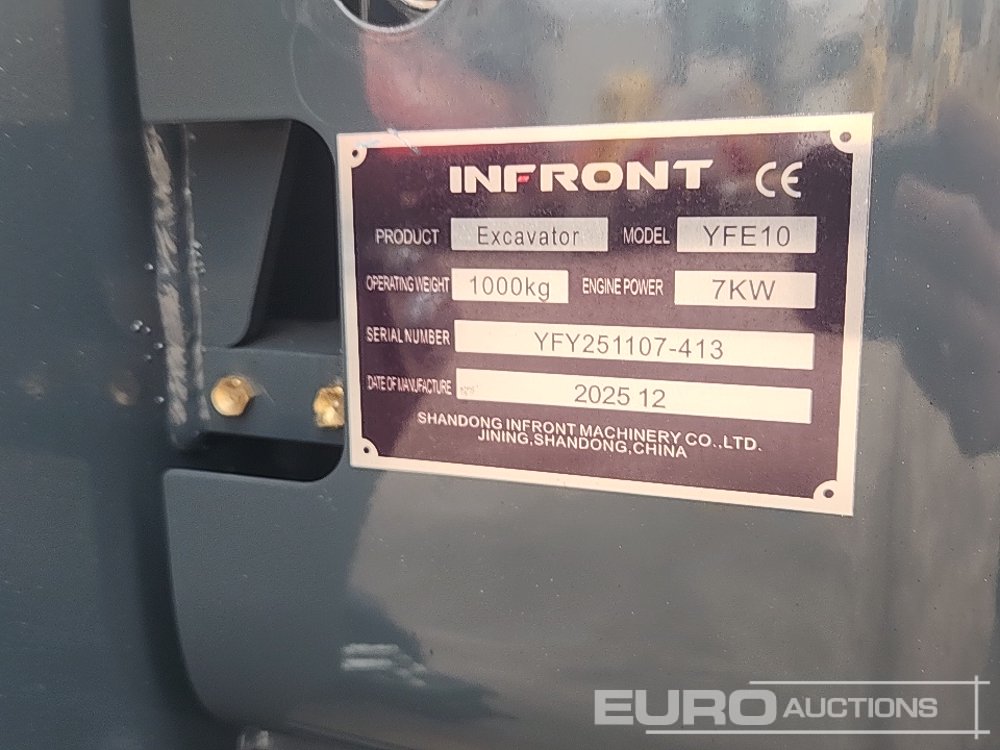 INFRONT CE
PRODUCT Excavator MODEL YFE10
OPERATING WEIGHT 1000kg ENGINE POWER 7KW
SERIAL NUMBER YFY251107-413
DATE OF MANUFACTURE 2025 12
SHANDONG INFRONT MACHINERY CO.,LTD.
JINING,SHANDONG,CHINA
EURO AUCTIONS